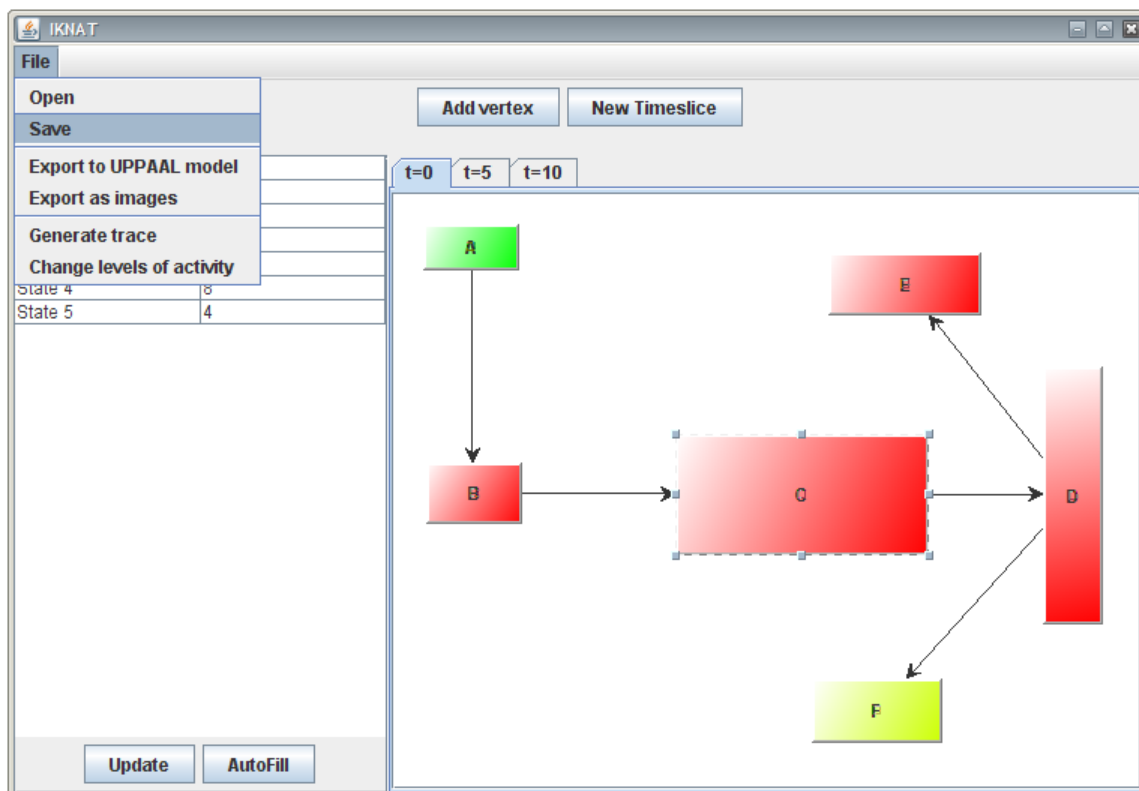 IKNAT
File
Open
Save
Export to UPPAAL model
Export as images
Generate trace
Change levels of activity
Add vertex New Timeslice
State 4 8
State 5 4
t=0 t=5 t=10
A
E
B
C
D
F
Update AutoFill